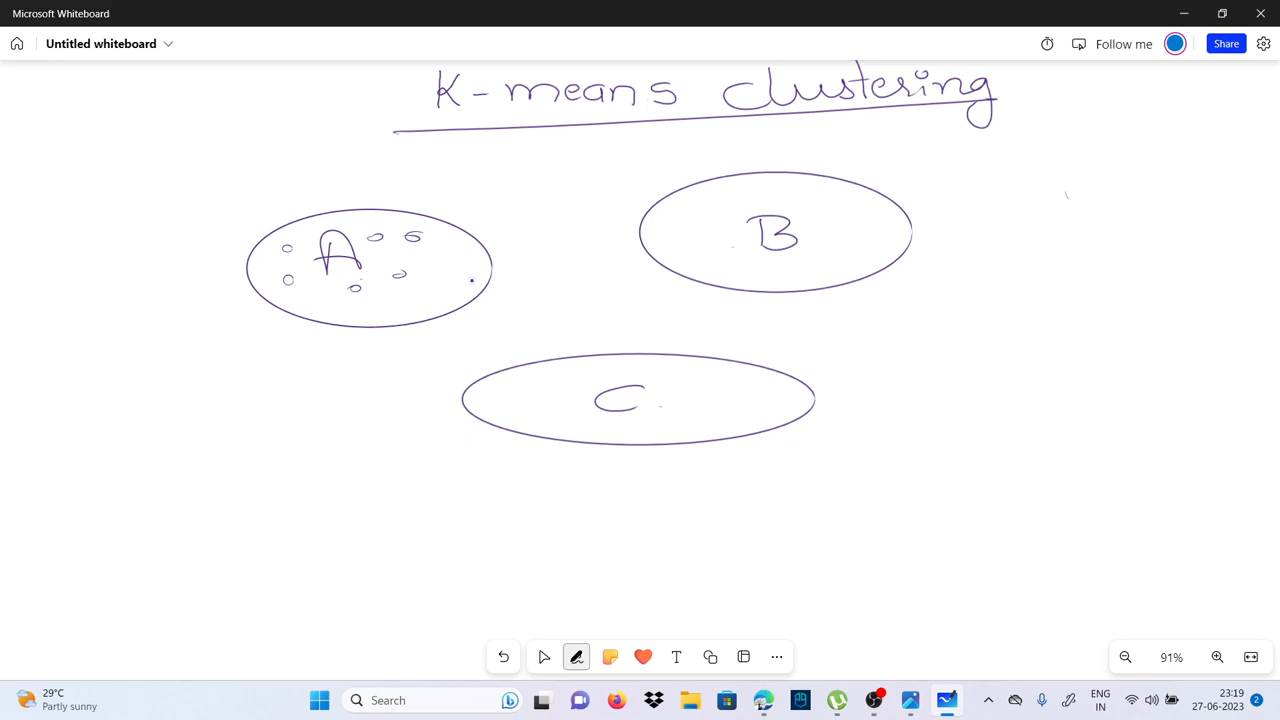 Microsoft Whiteboard
Untitled whiteboard
Follow me
Share
K-means clustering
A
B
C
91%
29°C
Partly sunny
Search
ENG
IN
23:19
27-06-2023
2